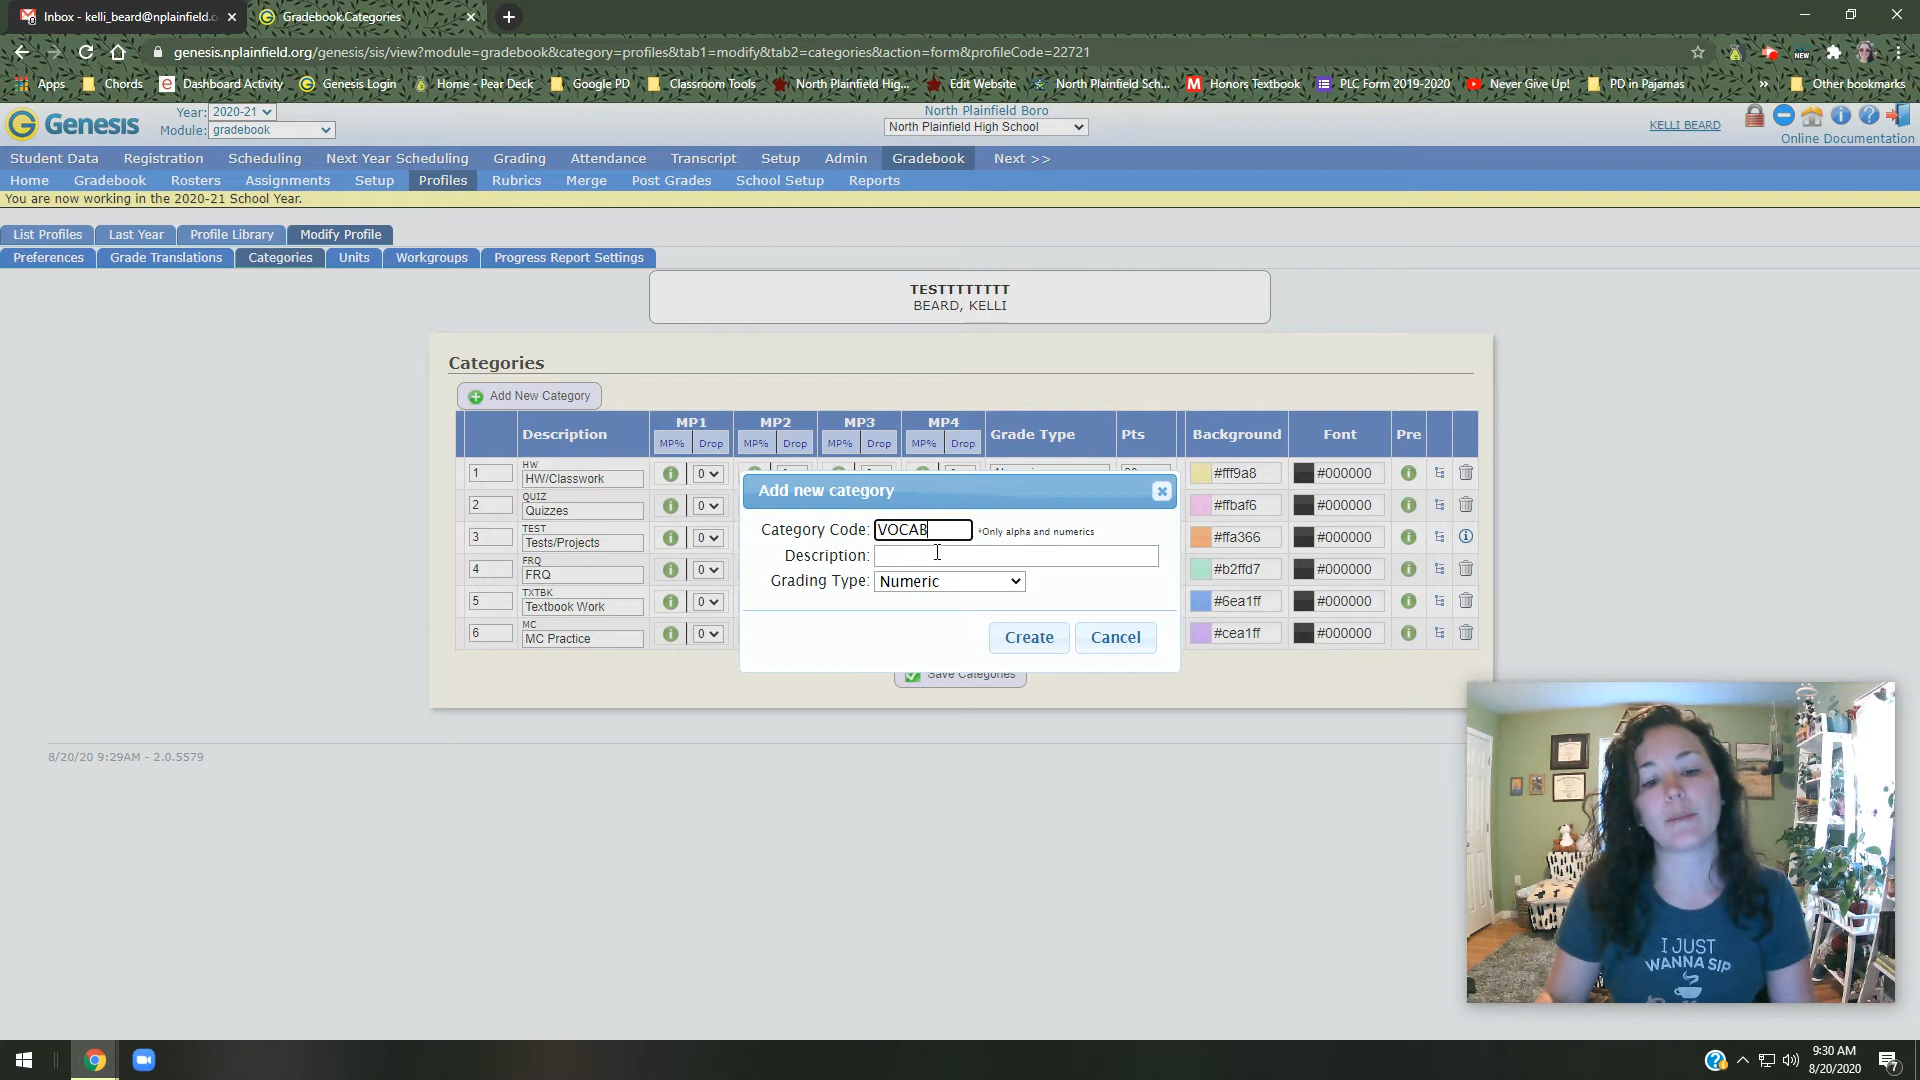 Inbox - kelli_beard@nplainfield.o
Gradebook.Categories
genesis.nplainfield.org/genesis/sis/view?module=gradebook&category=profiles&tab1=modify&tab2=categories&action=form&profileCode=22721
NEW
Apps Chords Dashboard Activity Genesis Login Home - Pear Deck Google PD Classroom Tools North Plainfield Hig... Edit Website North Plainfield Sch... Honors Textbook PLC Form 2019-2020 Never Give Up! PD in Pajamas » Other bookmarks
Genesis
Year: 2020-21
Module: gradebook
North Plainfield Boro
North Plainfield High School
KELLI BEARD
Online Documentation
Student Data Registration Scheduling Next Year Scheduling Grading Attendance Transcript Setup Admin Gradebook Next >>
Home Gradebook Rosters Assignments Setup Profiles Rubrics Merge Post Grades School Setup Reports
You are now working in the 2020-21 School Year.
List Profiles Last Year Profile Library Modify Profile
Preferences Grade Translations Categories Units Workgroups Progress Report Settings
TESTTTTTTTT
BEARD, KELLI
Categories
Add New Category
Description MP1 MP2 MP3 MP4 Grade Type Pts Background Font Pre
MP% Drop MP% Drop MP% Drop MP% Drop
1 HW HW/Classwork 0 #fff9a8 #000000
2 QUIZ Quizzes 0 #ffbaf6 #000000
3 TEST Tests/Projects 0 #ffa366 #000000
4 FRQ FRQ 0 #b2ffd7 #000000
5 TXTBK Textbook Work 0 #6ea1ff #000000
6 MC MC Practice 0 #cea1ff #000000
Add new category
Category Code: VOCAB *Only alpha and numerics
Description:
Grading Type: Numeric
Create Cancel
Save Categories
8/20/20 9:29AM - 2.0.5579
I JUST
WANNA SIP
9:30 AM
8/20/2020
7